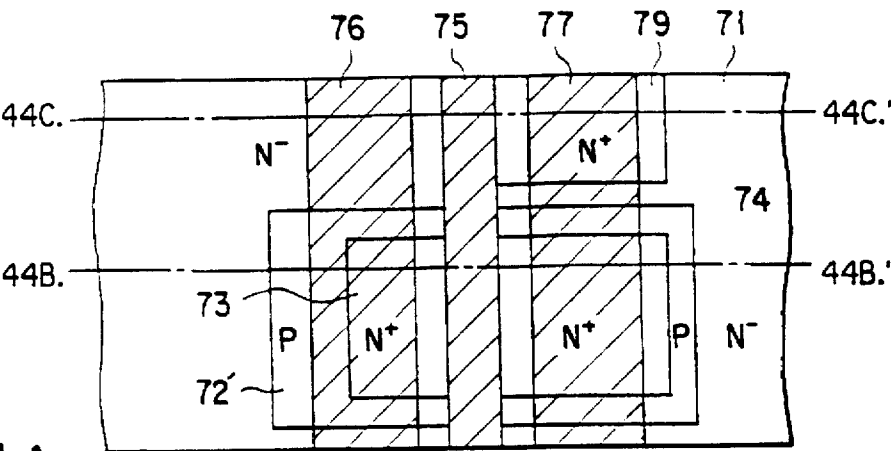 76 75 77 79 71
44C. 44C.'
N⁻ N⁺
74
44B. 44B.'
73
P N⁺ N⁺ P N⁻
72'